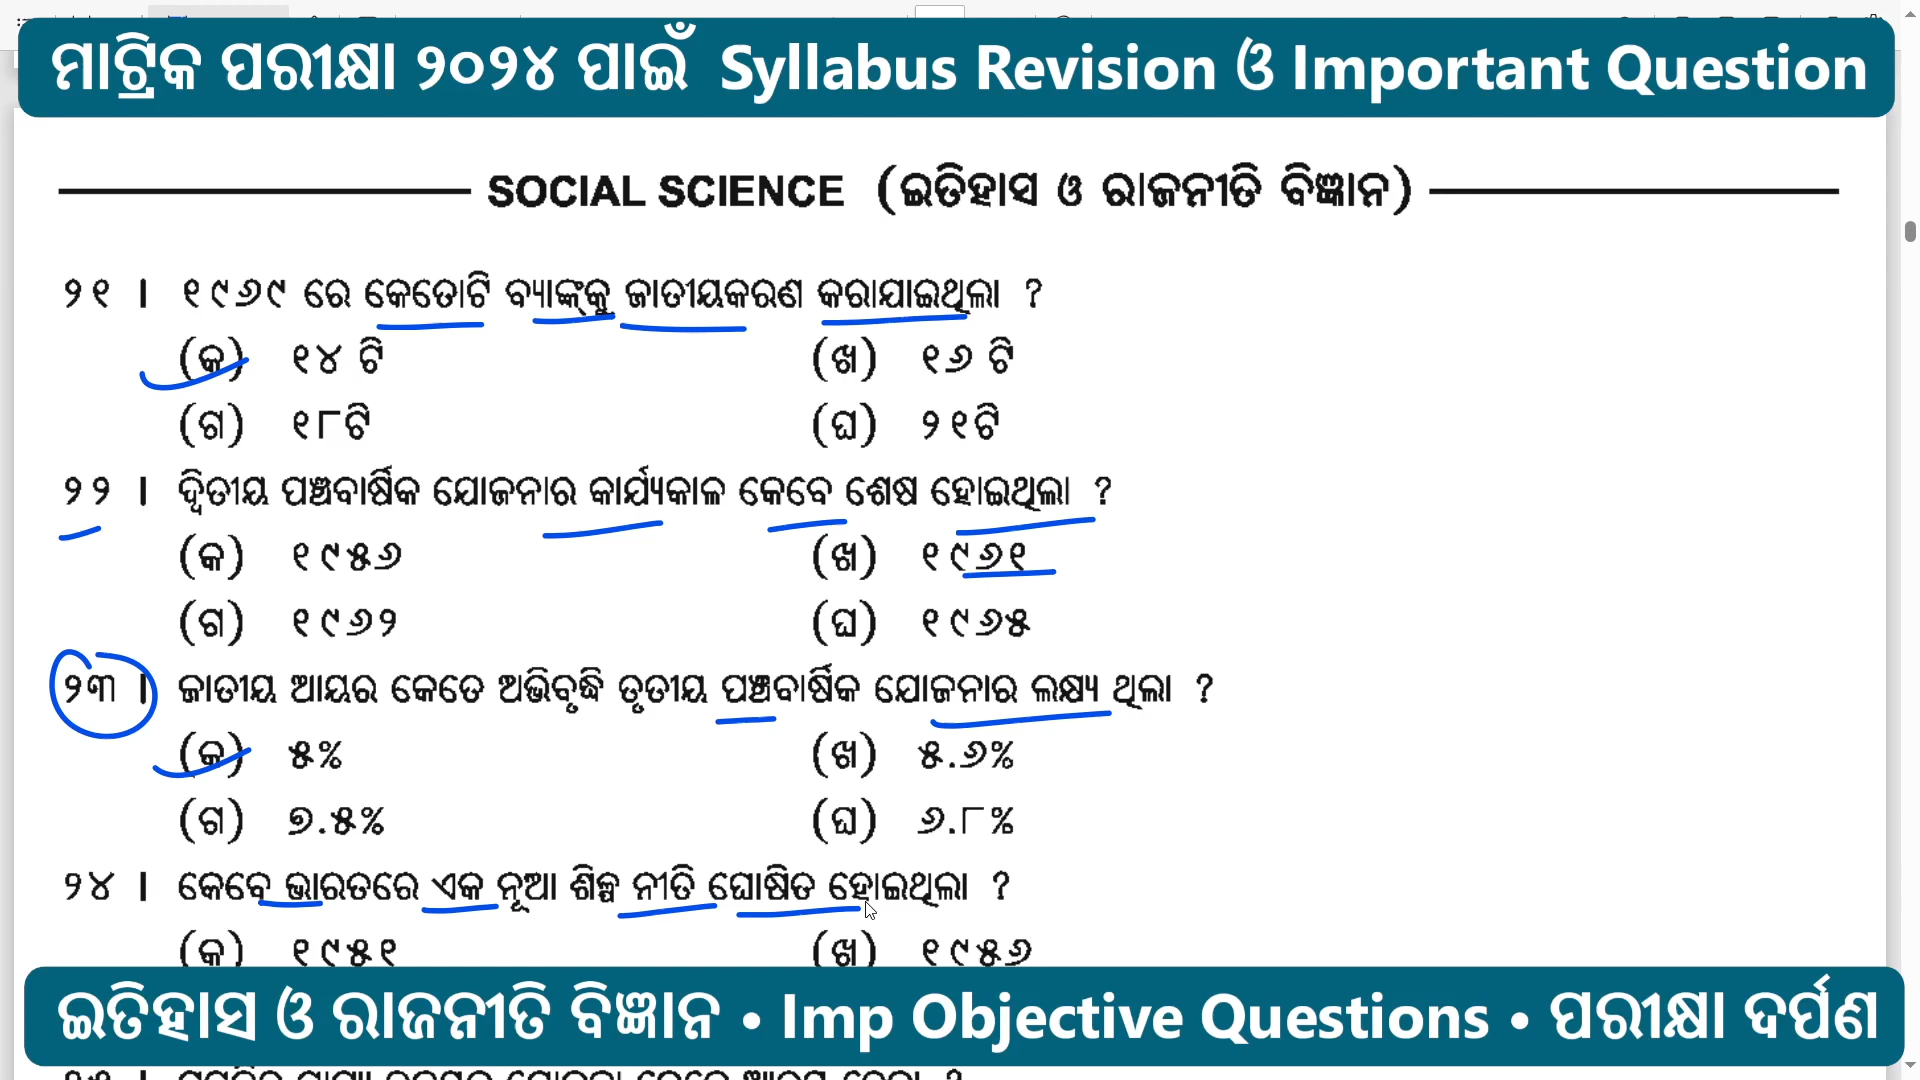 ମାଟ୍ରିକ ପରୀକ୍ଷା ୨୦୨୪ ପାଇଁ Syllabus Revision ଓ Important Question
SOCIAL SCIENCE (ଇତିହାସ ଓ ରାଜନୀତି ବିଜ୍ଞାନ)
୨୧ । ୧୯୬୯ ରେ କେତୋଟି ବ୍ୟାଙ୍କ୍‌କୁ ଜାତୀୟକରଣ କରାଯାଇଥିଲା ?
(କ) ୧୪ ଟି (ଖ) ୧୬ ଟି
(ଗ) ୧୮ଟି (ଘ) ୨୧ଟି
୨୨ । ଦ୍ୱିତୀୟ ପଞ୍ଚବାର୍ଷିକ ଯୋଜନାର କାର୍ଯ୍ୟକାଳ କେବେ ଶେଷ ହୋଇଥିଲା ?
(କ) ୧୯୫୬ (ଖ) ୧୯୬୧
(ଗ) ୧୯୬୨ (ଘ) ୧୯୬୫
୨୩ । ଜାତୀୟ ଆୟର କେତେ ଅଭିବୃଦ୍ଧି ତୃତୀୟ ପଞ୍ଚବାର୍ଷିକ ଯୋଜନାର ଲକ୍ଷ୍ୟ ଥିଲା ?
(କ) ୫% (ଖ) ୫.୬%
(ଗ) ୭.୫% (ଘ) ୬.୮%
୨୪ । କେବେ ଭାରତରେ ଏକ ନୂଆ ଶିଳ୍ପ ନୀତି ଘୋଷିତ ହୋଇଥିଲା ?
(କ) ୧୯୫୧ (ଖ) ୧୯୫୬
ଇତିହାସ ଓ ରାଜନୀତି ବିଜ୍ଞାନ • Imp Objective Questions • ପରୀକ୍ଷା ଦର୍ପଣ